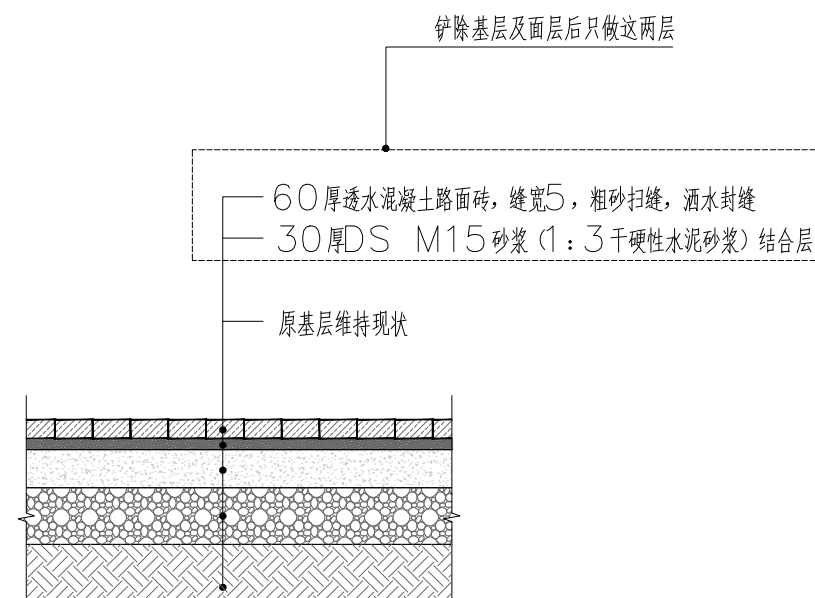 铲除基层及面层后只做这两层
60厚透水混凝土路面砖，缝宽5，粗砂扫缝，洒水封缝
30厚DS M15砂浆（1：3干硬性水泥砂浆）结合层
原基层维持现状